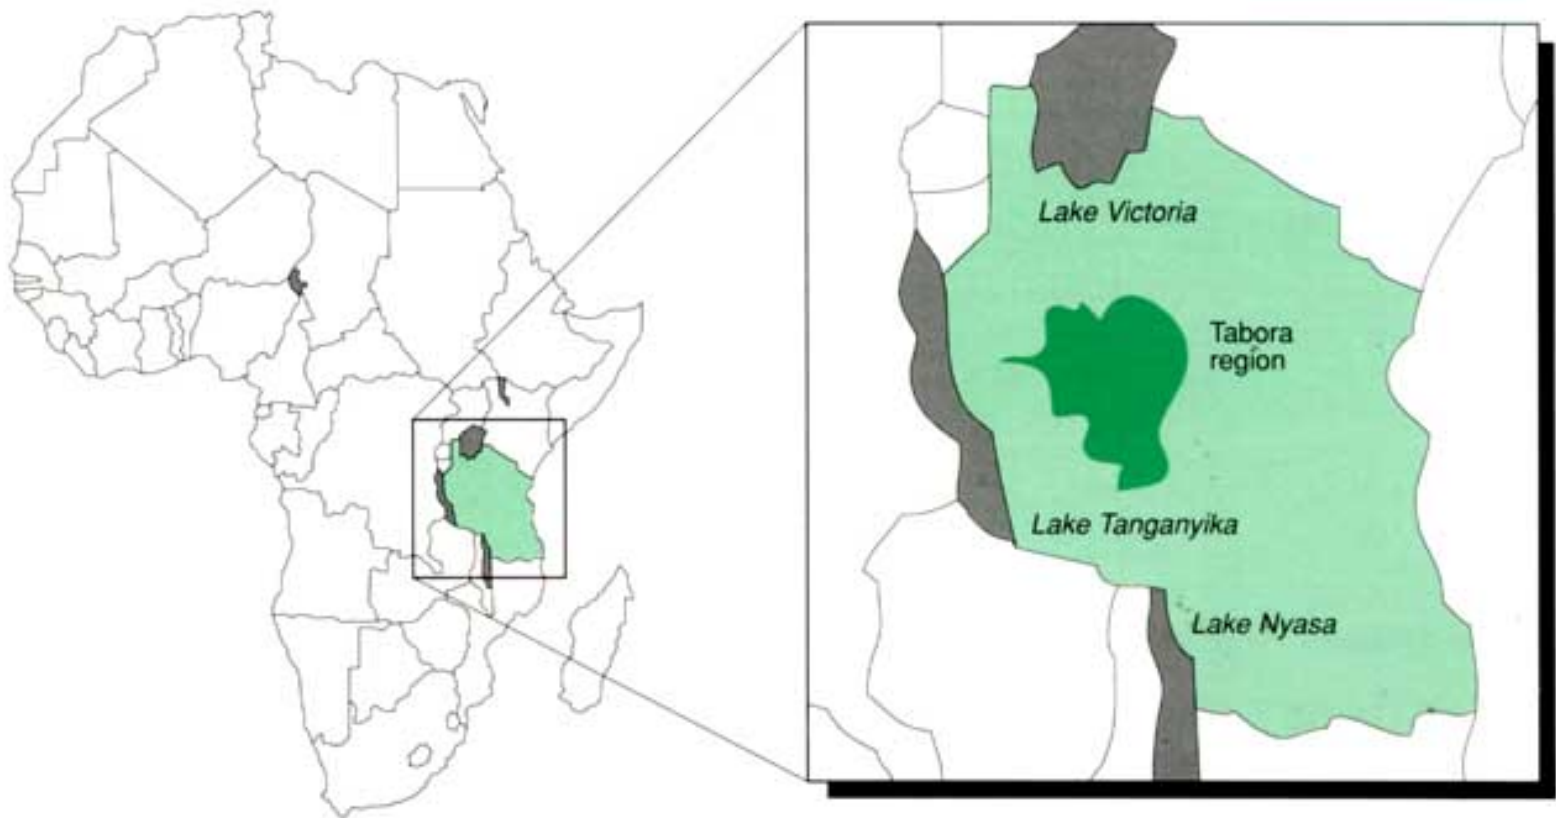 Lake Victoria
Tabora
region
Lake Tanganyika
Lake Nyasa